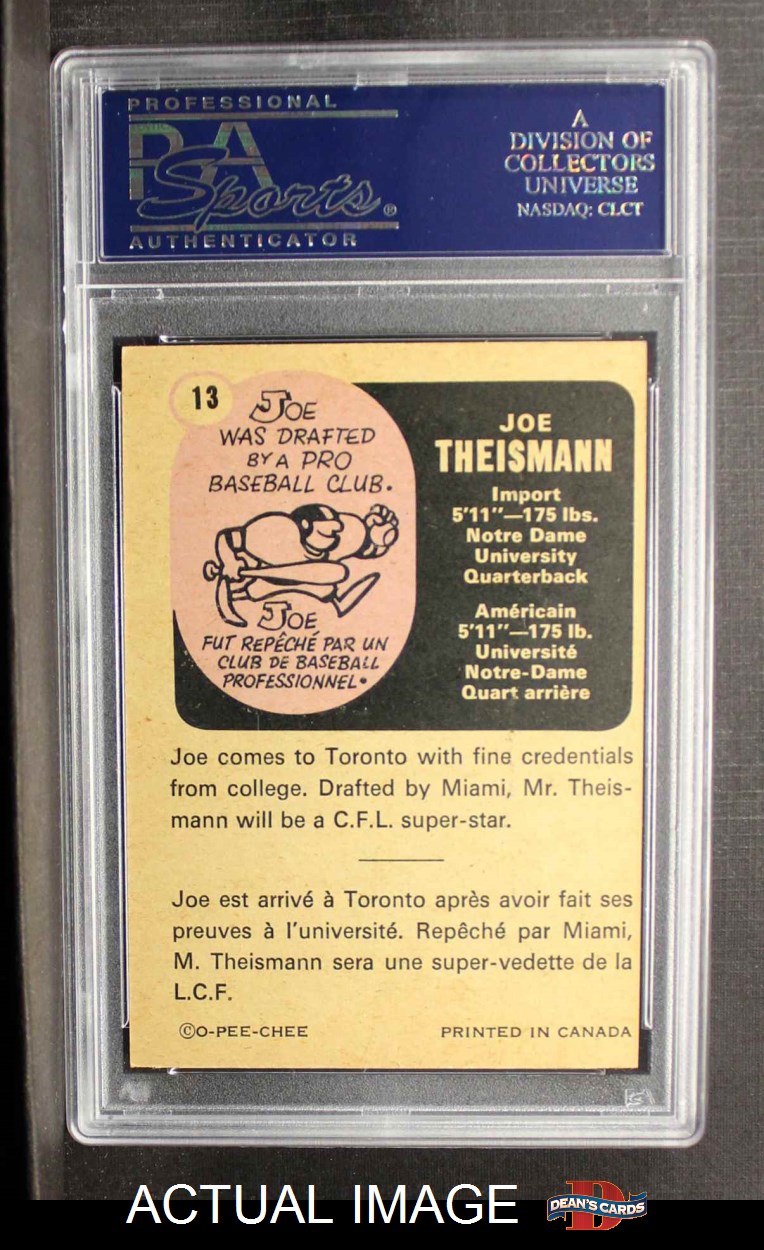 PROFESSIONAL
PSA
Sports®
AUTHENTICATOR
A
DIVISION OF
COLLECTORS
UNIVERSE
NASDAQ: CLCT
13
JOE
WAS DRAFTED
BY A PRO
BASEBALL CLUB.
JOE
FUT REPÊCHÉ PAR UN
CLUB DE BASEBALL
PROFESSIONNEL.
JOE
THEISMANN
Import
5'11"—175 lbs.
Notre Dame
University
Quarterback
Américain
5'11"—175 lb.
Université
Notre-Dame
Quart arrière
Joe comes to Toronto with fine credentials
from college. Drafted by Miami, Mr. Theis-
mann will be a C.F.L. super-star.
Joe est arrivé à Toronto après avoir fait ses
preuves à l'université. Repêché par Miami,
M. Theismann sera une super-vedette de la
L.C.F.
©O-PEE-CHEE PRINTED IN CANADA
ACTUAL IMAGE
DEAN'S CARDS